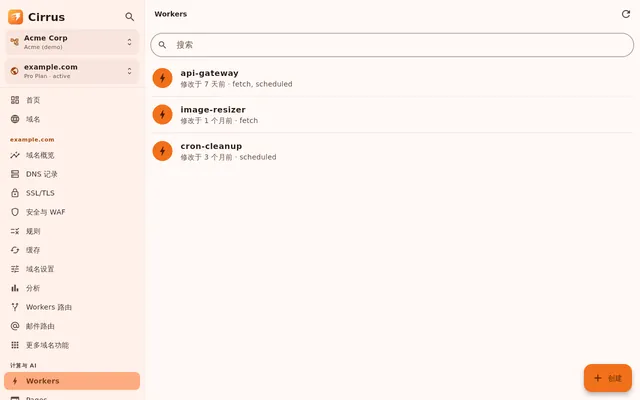 Cirrus
Acme Corp
Acme (demo)
example.com
Pro Plan · active
首页
域名
example.com
域名概览
DNS 记录
SSL/TLS
安全与 WAF
规则
缓存
域名设置
分析
Workers 路由
邮件路由
更多域名功能
计算与 AI
Workers
Pages
Workers
搜索
api-gateway
修改于 7 天前 · fetch, scheduled
image-resizer
修改于 1 个月前 · fetch
cron-cleanup
修改于 3 个月前 · scheduled
创建